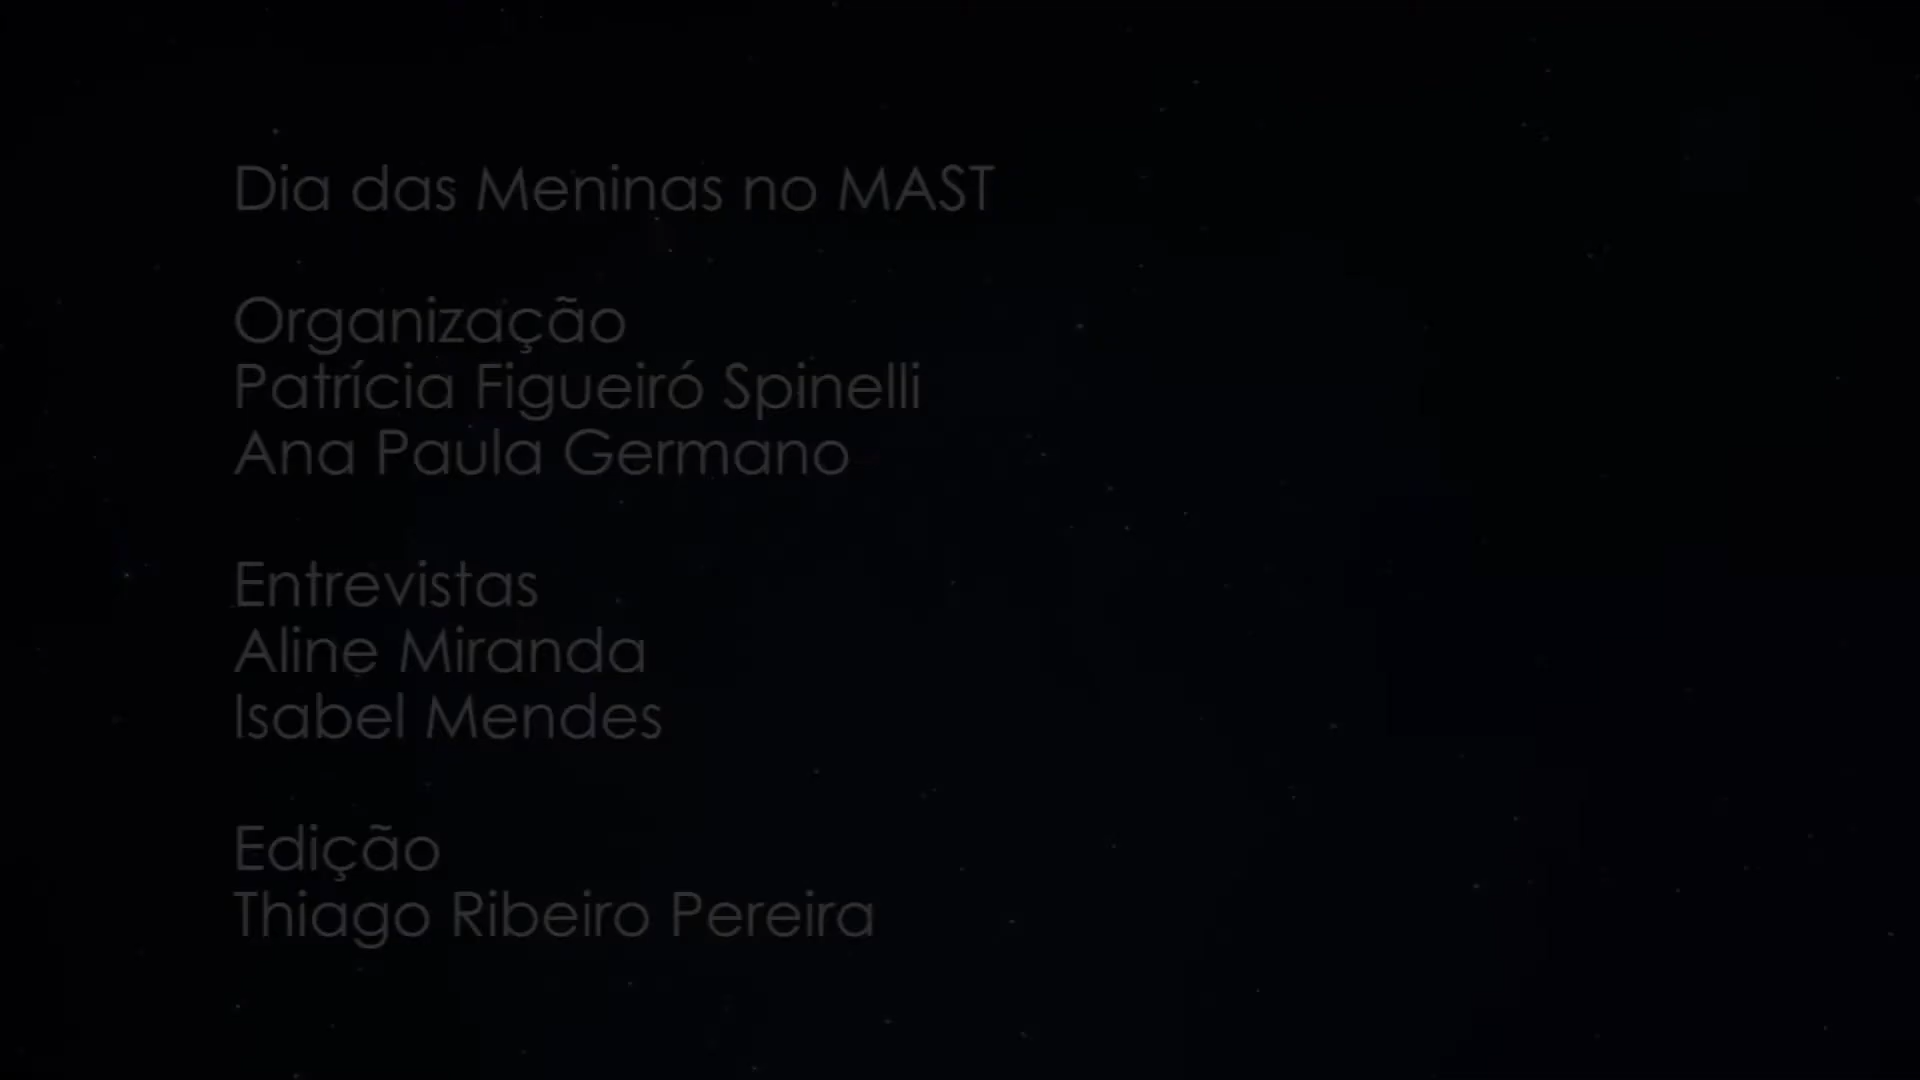 Dia das Meninas no MAST
Organização
Patrícia Figueiró Spinelli
Ana Paula Germano
Entrevistas
Aline Miranda
Isabel Mendes
Edição
Thiago Ribeiro Pereira